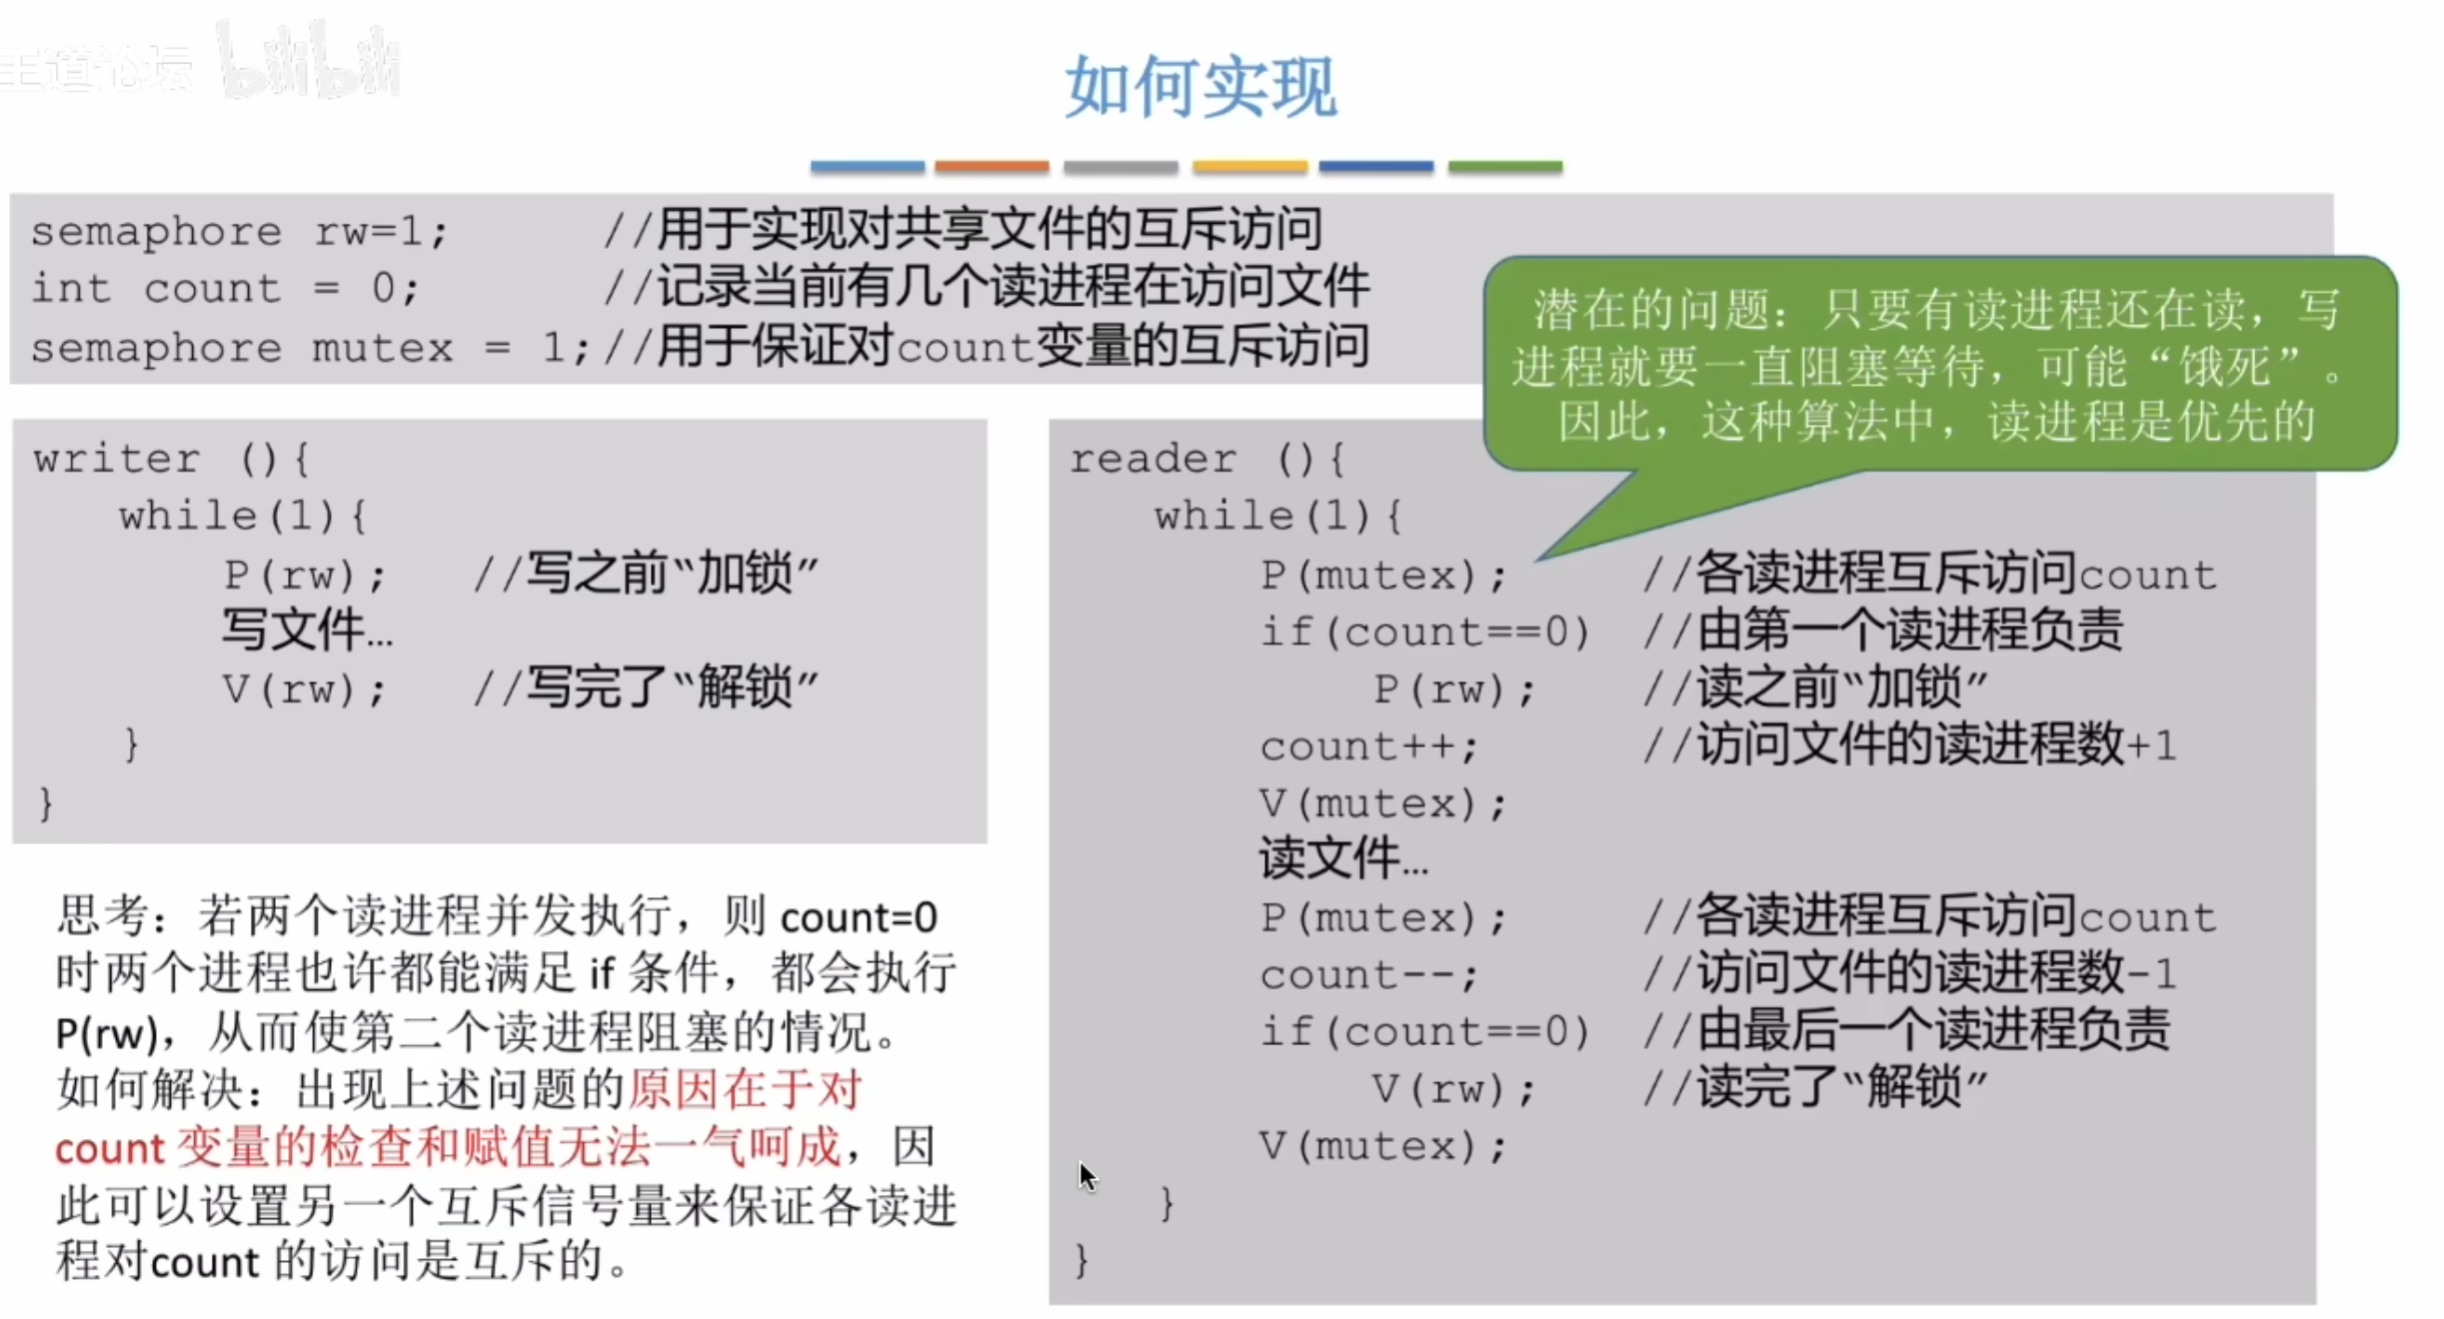 王道论坛 bilibili
如何实现
semaphore rw=1; //用于实现对共享文件的互斥访问
int count = 0; //记录当前有几个读进程在访问文件
semaphore mutex = 1;//用于保证对count变量的互斥访问
潜在的问题：只要有读进程还在读，写
进程就要一直阻塞等待，可能“饿死”。
因此，这种算法中，读进程是优先的
writer (){
while(1){
P(rw); //写之前“加锁”
写文件…
V(rw); //写完了“解锁”
}
}
思考：若两个读进程并发执行，则 count=0
时两个进程也许都能满足 if 条件，都会执行
P(rw)，从而使第二个读进程阻塞的情况。
如何解决：出现上述问题的原因在于对
count 变量的检查和赋值无法一气呵成，因
此可以设置另一个互斥信号量来保证各读进
程对count 的访问是互斥的。
reader (){
while(1){
P(mutex); //各读进程互斥访问count
if(count==0) //由第一个读进程负责
P(rw); //读之前“加锁”
count++; //访问文件的读进程数+1
V(mutex);
读文件…
P(mutex); //各读进程互斥访问count
count--; //访问文件的读进程数-1
if(count==0) //由最后一个读进程负责
V(rw); //读完了“解锁”
V(mutex);
}
}